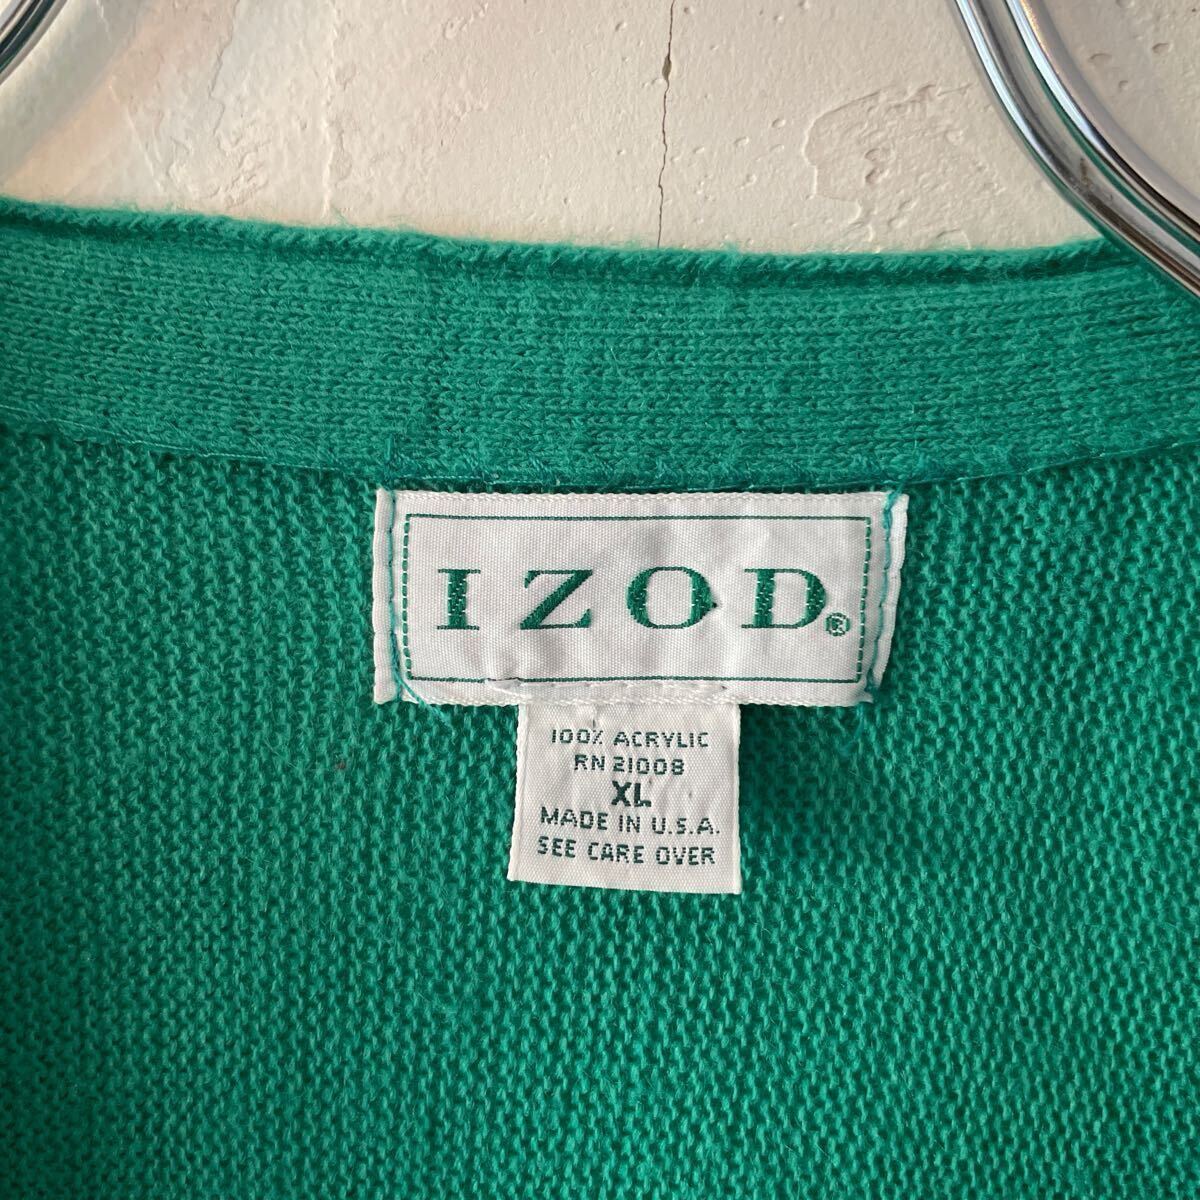 IZOD®
100% ACRYLIC
RN 21008
XL
MADE IN U.S.A.
SEE CARE OVER